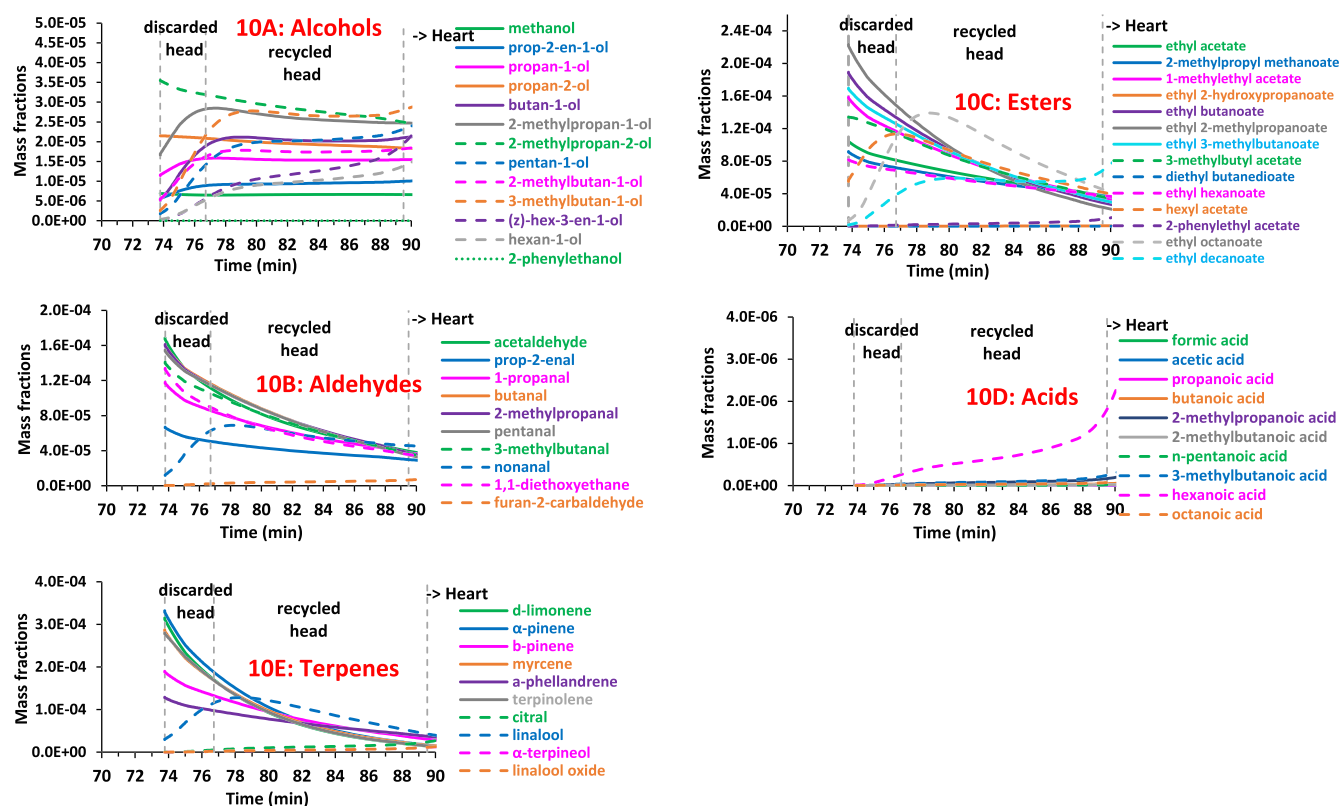 10A: Alcohols
discarded
head
recycled
head
-> Heart
Mass fractions
5.0E-05
4.5E-05
4.0E-05
3.5E-05
3.0E-05
2.5E-05
2.0E-05
1.5E-05
1.0E-05
5.0E-06
0.0E+00
70 72 74 76 78 80 82 84 86 88 90
Time (min)
methanol
prop-2-en-1-ol
propan-1-ol
propan-2-ol
butan-1-ol
2-methylpropan-1-ol
2-methylpropan-2-ol
pentan-1-ol
2-methylbutan-1-ol
3-methylbutan-1-ol
(z)-hex-3-en-1-ol
hexan-1-ol
2-phenylethanol
10C: Esters
discarded
head
recycled
head
-> Heart
Mass fractions
2.4E-04
2.0E-04
1.6E-04
1.2E-04
8.0E-05
4.0E-05
0.0E+00
70 72 74 76 78 80 82 84 86 88 90
Time (min)
ethyl acetate
2-methylpropyl methanoate
1-methylethyl acetate
ethyl 2-hydroxypropanoate
ethyl butanoate
ethyl 2-methylpropanoate
ethyl 3-methylbutanoate
3-methylbutyl acetate
diethyl butanedioate
ethyl hexanoate
hexyl acetate
2-phenylethyl acetate
ethyl octanoate
ethyl decanoate
10B: Aldehydes
discarded
head
recycled
head
-> Heart
Mass fractions
2.0E-04
1.6E-04
1.2E-04
8.0E-05
4.0E-05
0.0E+00
70 72 74 76 78 80 82 84 86 88 90
Time (min)
acetaldehyde
prop-2-enal
1-propanal
butanal
2-methylpropanal
pentanal
3-methylbutanal
nonanal
1,1-diethoxyethane
furan-2-carbaldehyde
10D: Acids
discarded
head
recycled
head
-> Heart
Mass fractions
4.0E-06
3.0E-06
2.0E-06
1.0E-06
0.0E+00
70 72 74 76 78 80 82 84 86 88 90
Time (min)
formic acid
acetic acid
propanoic acid
butanoic acid
2-methylpropanoic acid
2-methylbutanoic acid
n-pentanoic acid
3-methylbutanoic acid
hexanoic acid
octanoic acid
10E: Terpenes
discarded
head
recycled
head
-> Heart
Mass fractions
4.0E-04
3.0E-04
2.0E-04
1.0E-04
0.0E+00
70 72 74 76 78 80 82 84 86 88 90
Time (min)
d-limonene
α-pinene
b-pinene
myrcene
a-phellandrene
terpinolene
citral
linalool
α-terpineol
linalool oxide